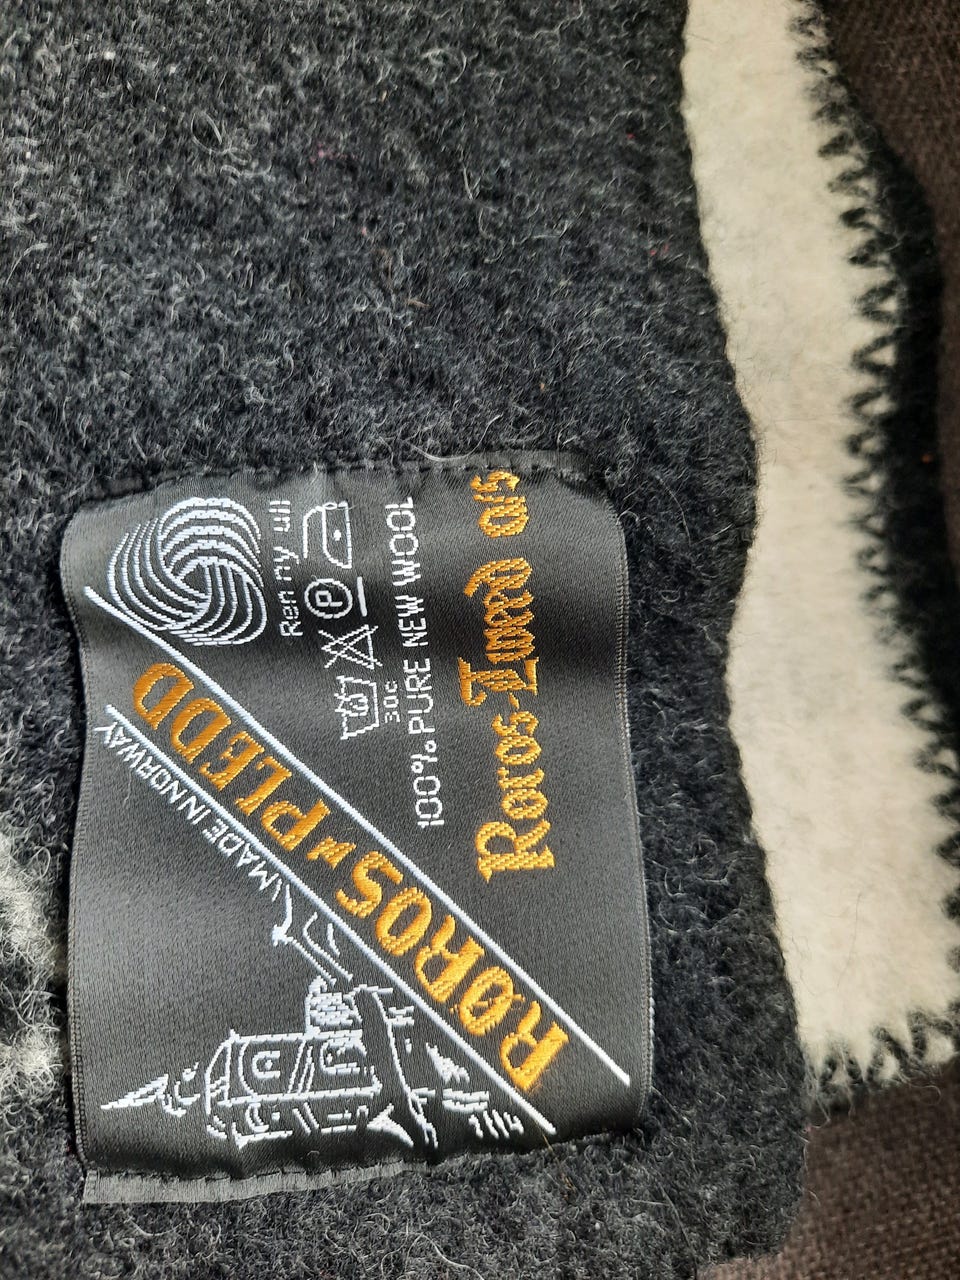 MADE IN NORWAY
RØROS~PLEDD
Ren ny ull
P
30c
100% PURE NEW WOOL
Røros-Tweed a/s